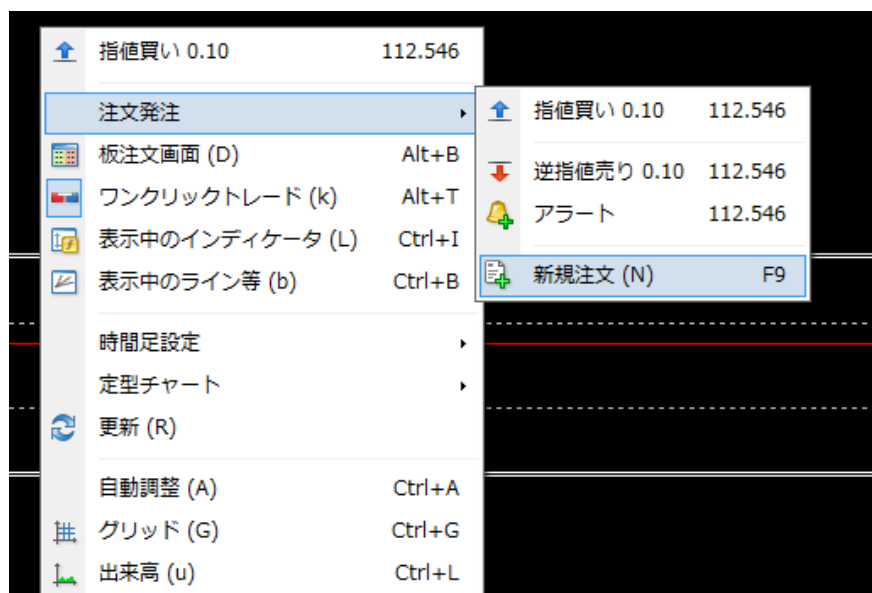 指値買い 0.10 112.546
注文発注
板注文画面 (D) Alt+B
ワンクリックトレード (k) Alt+T
表示中のインディケータ (L) Ctrl+I
表示中のライン等 (b) Ctrl+B
時間足設定
定型チャート
更新 (R)
自動調整 (A) Ctrl+A
グリッド (G) Ctrl+G
出来高 (u) Ctrl+L
指値買い 0.10 112.546
逆指値売り 0.10 112.546
アラート 112.546
新規注文 (N) F9